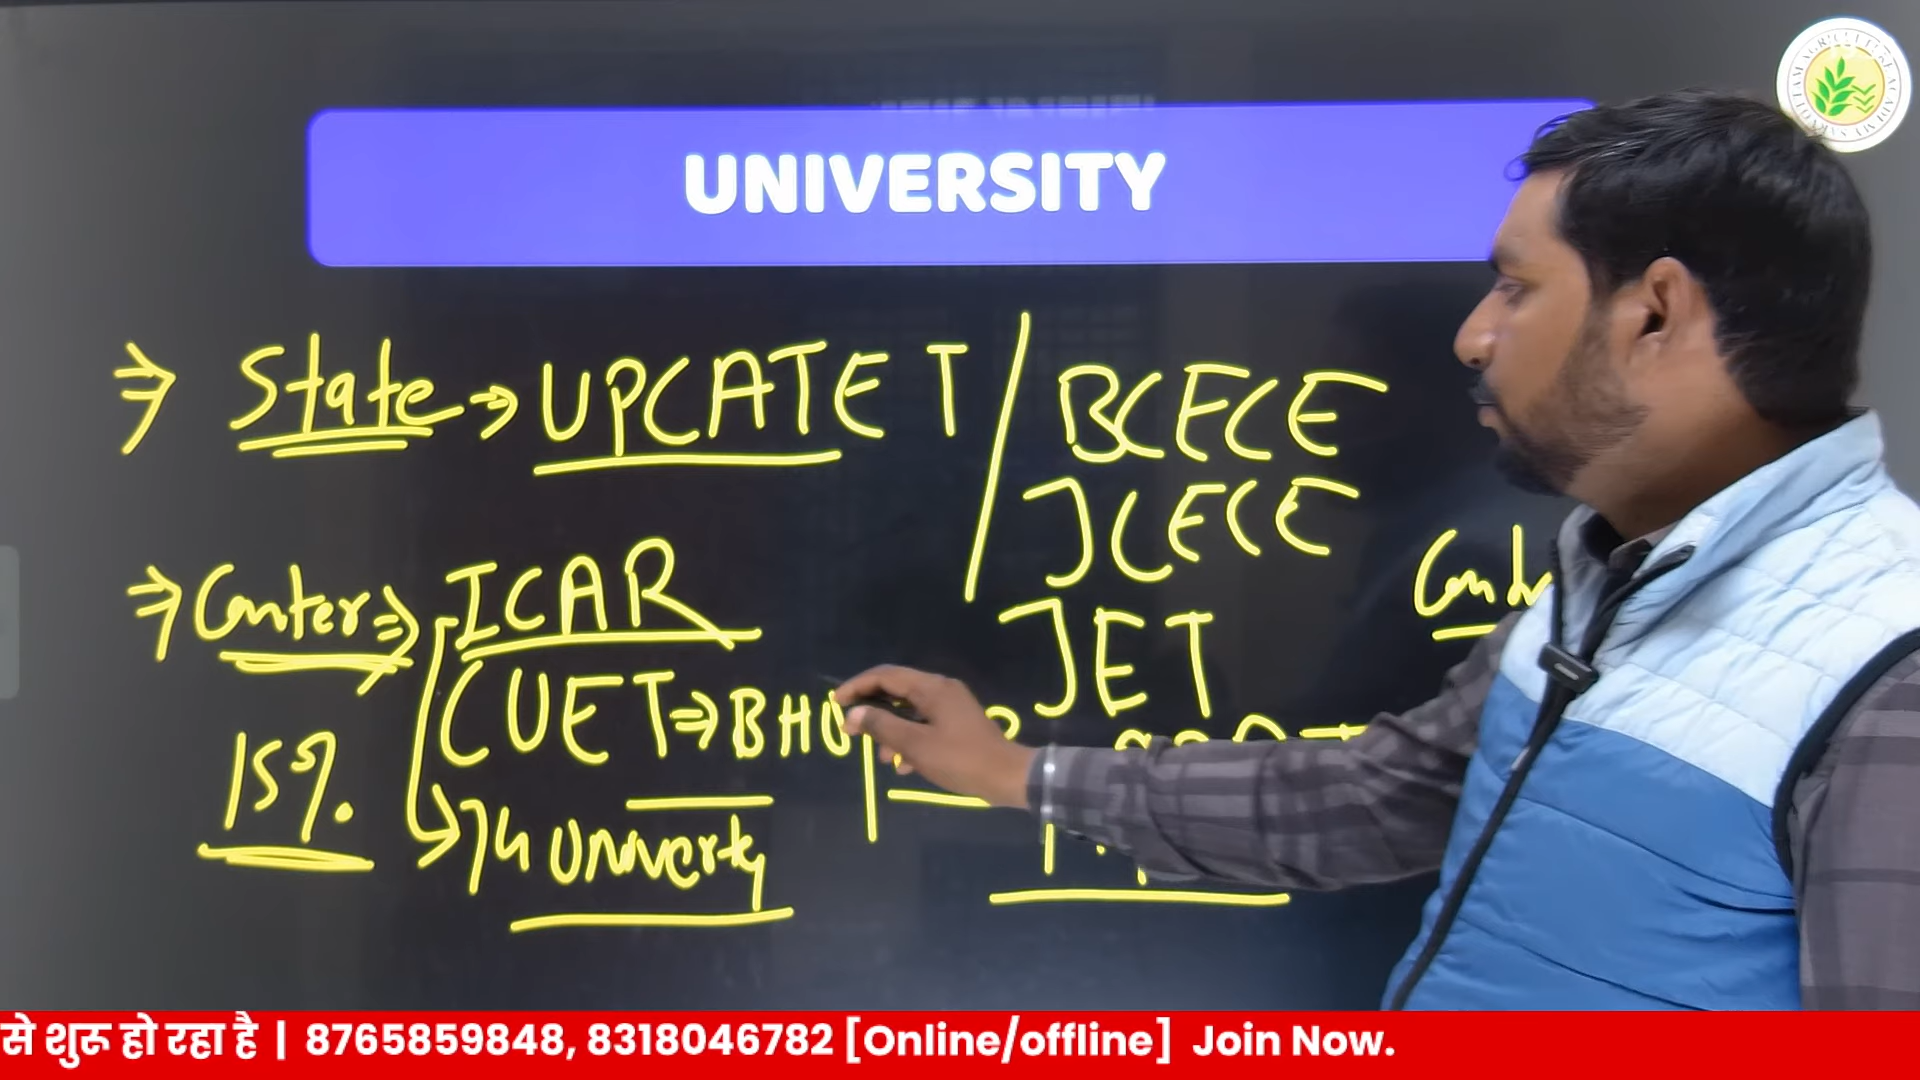 UNIVERSITY
⇒ State → UPCATET / BCECE
JCECE
⇒ Center ⇒ ICAR
JET
CUET ⇒ BHU
15%.
→ 74 Univerty
से शुरू हो रहा है | 8765859848, 8318046782 [Online/offline] Join Now.